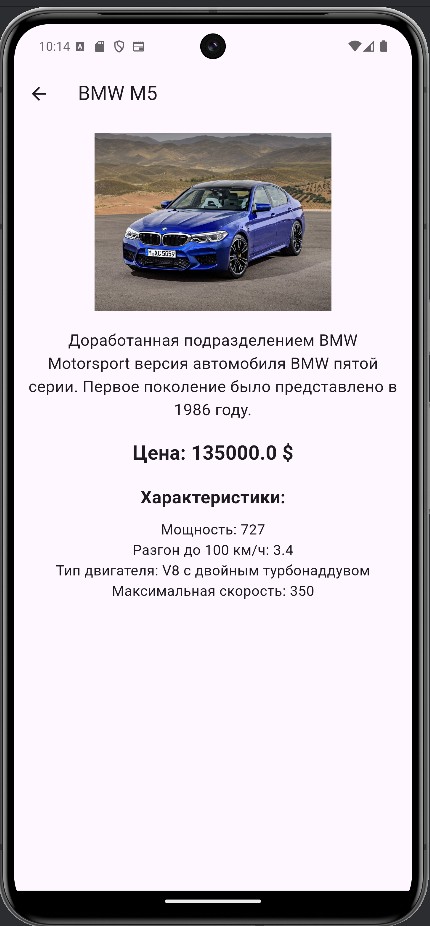 10:14
BMW M5
Доработанная подразделением BMW
Motorsport версия автомобиля BMW пятой
серии. Первое поколение было представлено в
1986 году.
Цена: 135000.0 $
Характеристики:
Мощность: 727
Разгон до 100 км/ч: 3.4
Тип двигателя: V8 с двойным турбонаддувом
Максимальная скорость: 350